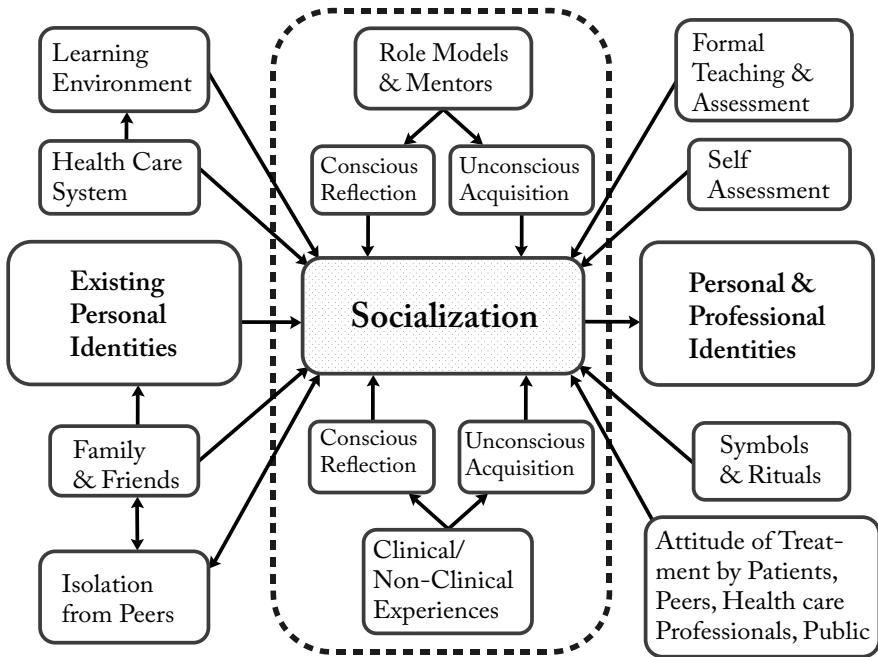 Learning
Environment
Role Models
& Mentors
Formal
Teaching &
Assessment
Health Care
System
Conscious
Reflection
Unconscious
Acquisition
Self
Assessment
Existing
Personal
Identities
Socialization
Personal &
Professional
Identities
Family
& Friends
Conscious
Reflection
Unconscious
Acquisition
Symbols
& Rituals
Isolation
from Peers
Clinical/
Non-Clinical
Experiences
Attitude of Treat-
ment by Patients,
Peers, Health care
Professionals, Public